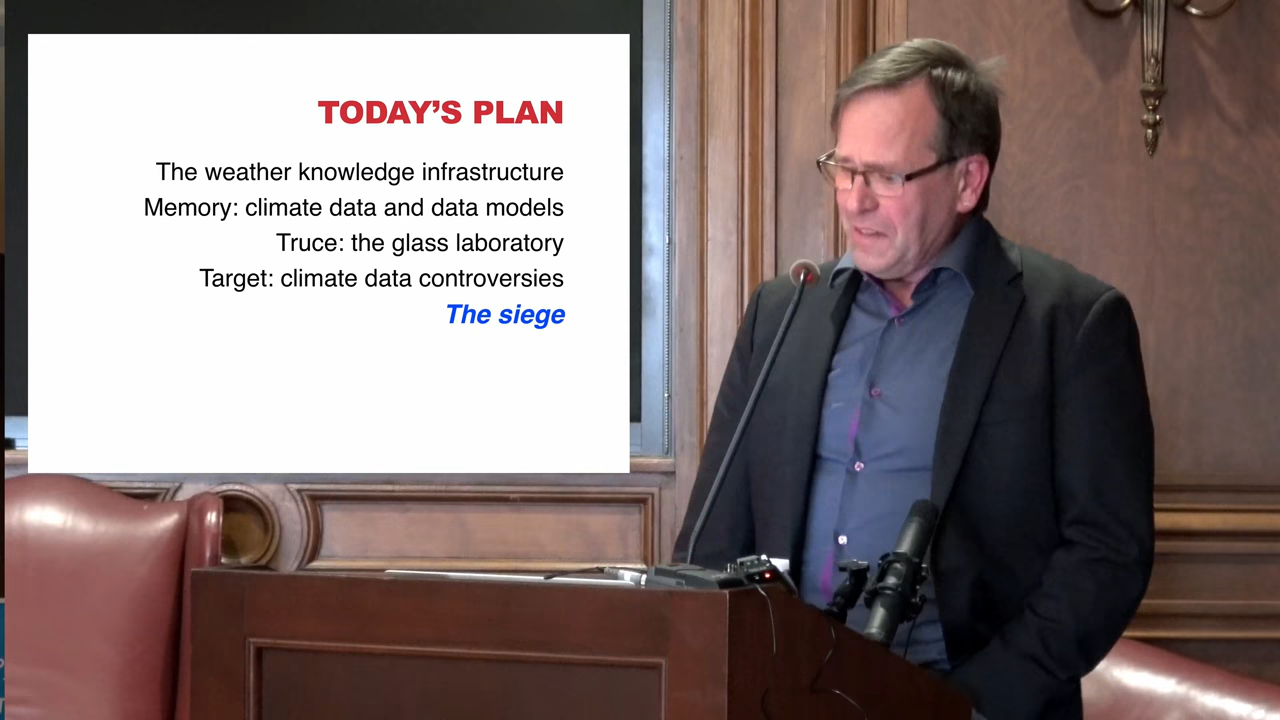 TODAY’S PLAN
The weather knowledge infrastructure
Memory: climate data and data models
Truce: the glass laboratory
Target: climate data controversies
The siege